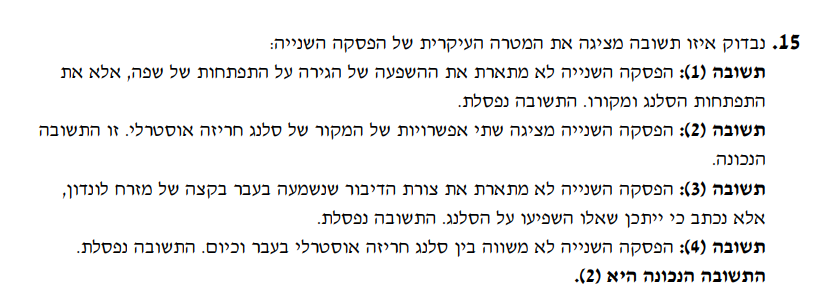 15. נבדוק איזו תשובה מציגה את המטרה העיקרית של הפסקה השנייה:
תשובה (1): הפסקה השנייה לא מתארת את ההשפעה של הגירה על התפתחות של שפה, אלא את
התפתחות הסלנג ומקורו. התשובה נפסלת.
תשובה (2): הפסקה השנייה מציגה שתי אפשרויות של המקור של סלנג חריזה אוסטרלי. זו התשובה
הנכונה.
תשובה (3): הפסקה השנייה לא מתארת את צורת הדיבור שנשמעה בעבר בקצה של מזרח לונדון,
אלא נכתב כי ייתכן שאלו השפיעו על הסלנג. התשובה נפסלת.
תשובה (4): הפסקה השנייה לא משווה בין סלנג חריזה אוסטרלי בעבר וכיום. התשובה נפסלת.
התשובה הנכונה היא (2).